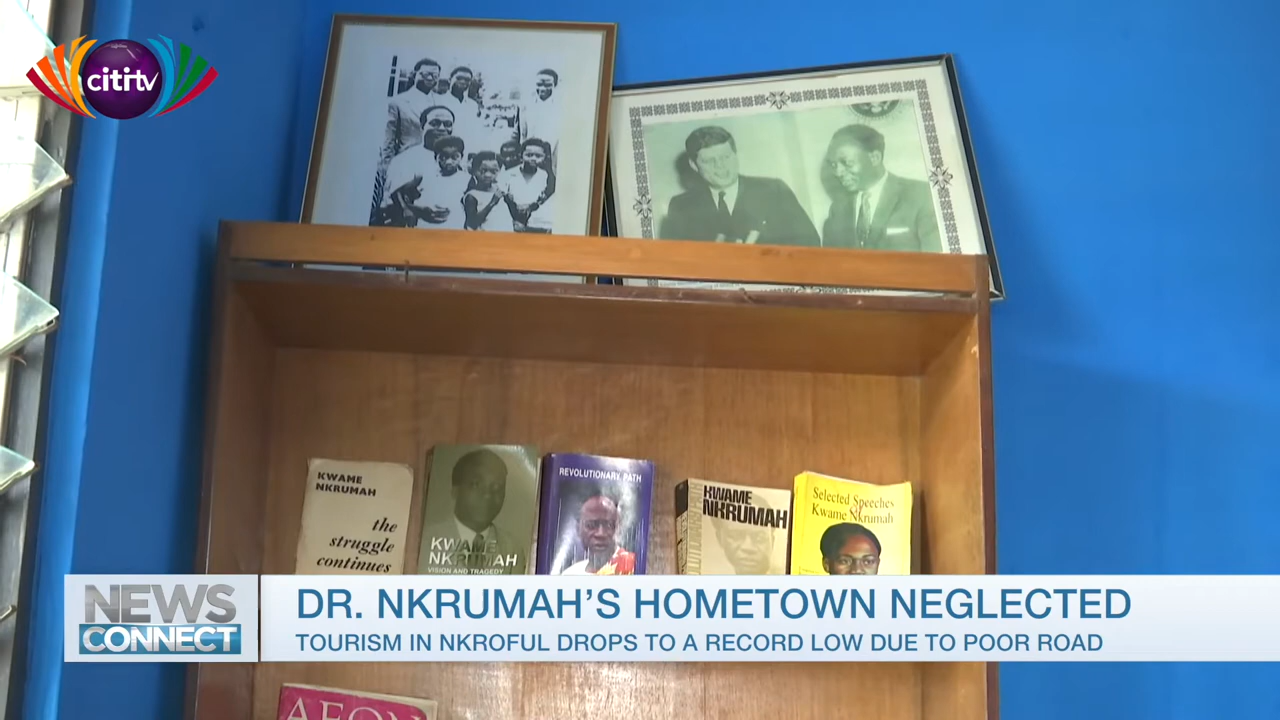 citi tv
KWAME
NKRUMAH
the
struggle
continues
KWAME
NKRUMAH
VISION AND TRAGEDY
REVOLUTIONARY PATH
KWAME
NKRUMAH
Selected Speeches
of
Kwame Nkrumah
NEWS
CONNECT
DR. NKRUMAH'S HOMETOWN NEGLECTED
TOURISM IN NKROFUL DROPS TO A RECORD LOW DUE TO POOR ROAD